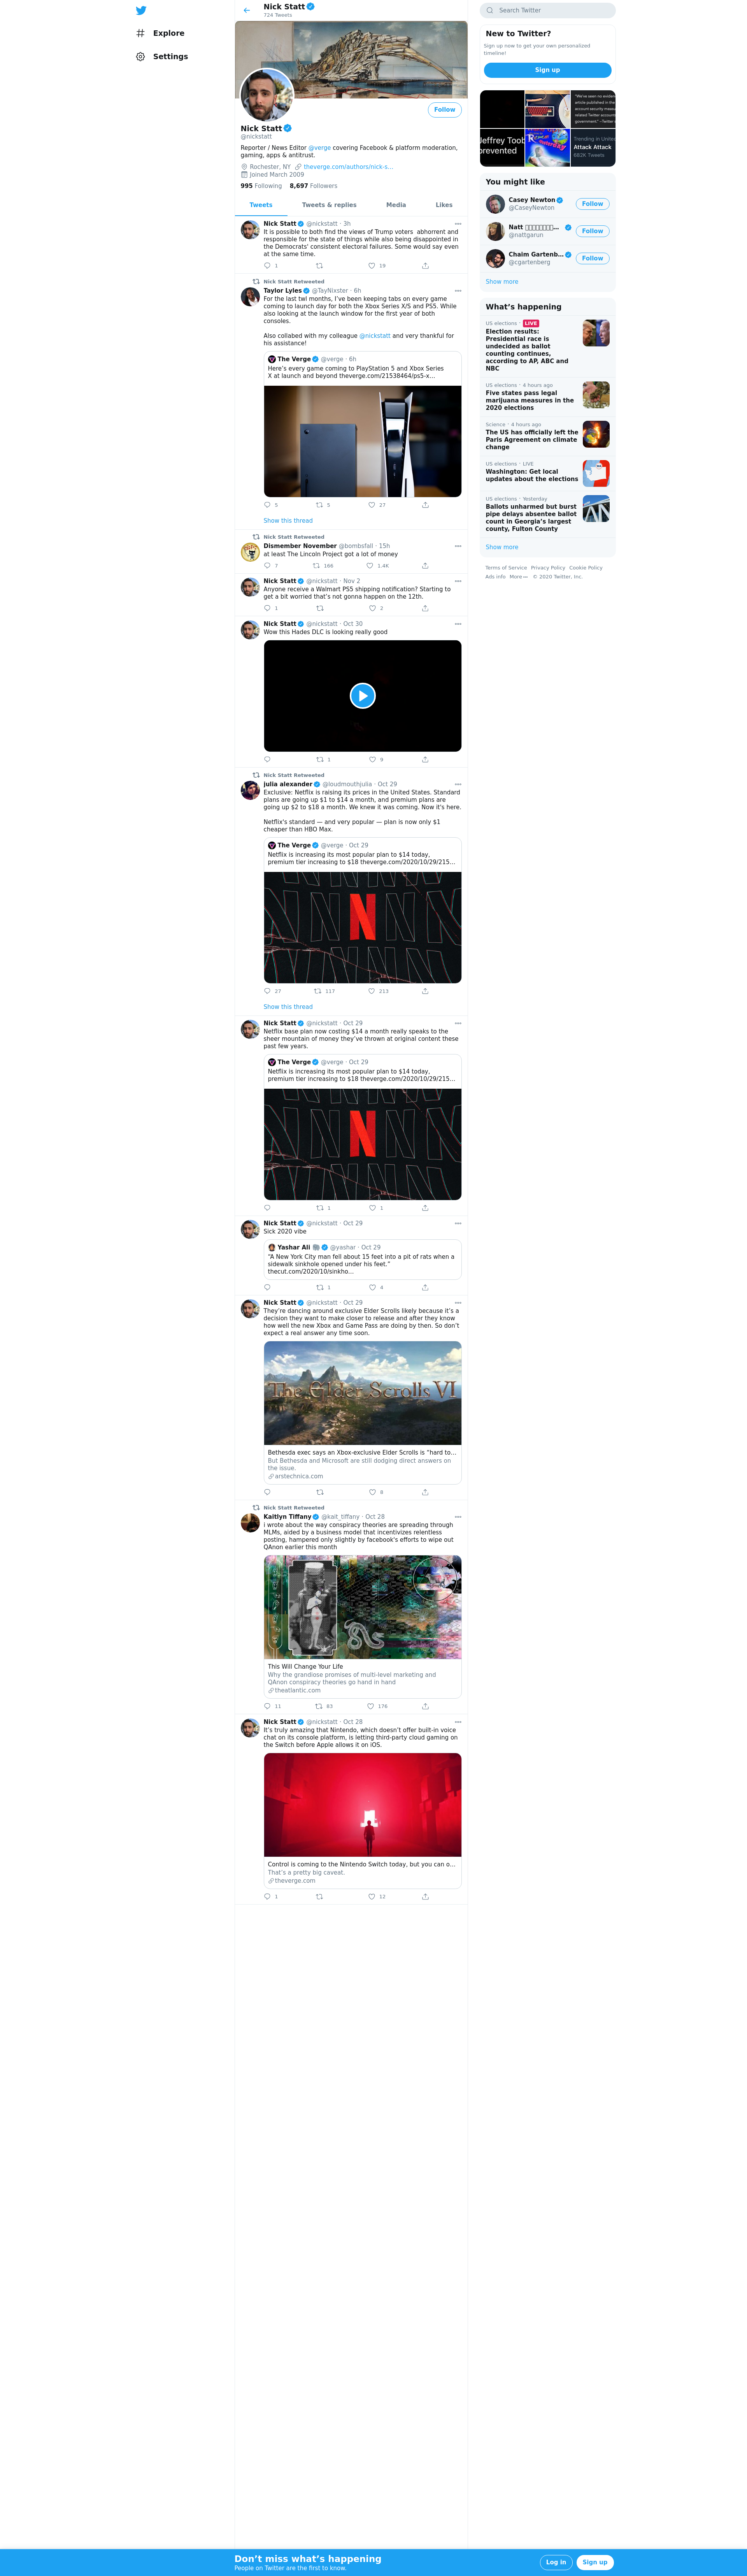 Explore
Settings
Nick Statt
724 Tweets
Follow
Nick Statt
@nickstatt
Reporter / News Editor @verge covering Facebook & platform moderation,
gaming, apps & antitrust.
Rochester, NY theverge.com/authors/nick-s...
Joined March 2009
995 Following 8,697 Followers
Tweets Tweets & replies Media Likes
Nick Statt @nickstatt · 3h
It is possible to both find the views of Trump voters abhorrent and
responsible for the state of things while also being disappointed in
the Democrats' consistent electoral failures. Some would say even
at the same time.
1 19
Nick Statt Retweeted
Taylor Lyles @TayNixster · 6h
For the last twl months, I've been keeping tabs on every game
coming to launch day for both the Xbox Series X/S and PS5. While
also looking at the launch window for the first year of both
consoles.
Also collabed with my colleague @nickstatt and very thankful for
his assistance!
The Verge @verge · 6h
Here's every game coming to PlayStation 5 and Xbox Series
X at launch and beyond theverge.com/21538464/ps5-x...
5 5 27
Show this thread
Nick Statt Retweeted
Dismember November @bombsfall · 15h
at least The Lincoln Project got a lot of money
7 166 1.4K
Nick Statt @nickstatt · Nov 2
Anyone receive a Walmart PS5 shipping notification? Starting to
get a bit worried that's not gonna happen on the 12th.
1 2
Nick Statt @nickstatt · Oct 30
Wow this Hades DLC is looking really good
1 9
Nick Statt Retweeted
julia alexander @loudmouthjulia · Oct 29
Exclusive: Netflix is raising its prices in the United States. Standard
plans are going up $1 to $14 a month, and premium plans are
going up $2 to $18 a month. We knew it was coming. Now it's here.
Netflix's standard — and very popular — plan is now only $1
cheaper than HBO Max.
The Verge @verge · Oct 29
Netflix is increasing its most popular plan to $14 today,
premium tier increasing to $18 theverge.com/2020/10/29/215...
27 117 213
Show this thread
Nick Statt @nickstatt · Oct 29
Netflix base plan now costing $14 a month really speaks to the
sheer mountain of money they've thrown at original content these
past few years.
The Verge @verge · Oct 29
Netflix is increasing its most popular plan to $14 today,
premium tier increasing to $18 theverge.com/2020/10/29/215...
1 1
Nick Statt @nickstatt · Oct 29
Sick 2020 vibe
Yashar Ali @yashar · Oct 29
"A New York City man fell about 15 feet into a pit of rats when a
sidewalk sinkhole opened under his feet."
thecut.com/2020/10/sinkho...
1 4
Nick Statt @nickstatt · Oct 29
They're dancing around exclusive Elder Scrolls likely because it's a
decision they want to make closer to release and after they know
how well the new Xbox and Game Pass are doing by then. So don't
expect a real answer any time soon.
The Elder Scrolls VI
Bethesda exec says an Xbox-exclusive Elder Scrolls is "hard to...
But Bethesda and Microsoft are still dodging direct answers on
the issue.
arstechnica.com
8
Nick Statt Retweeted
Kaitlyn Tiffany @kait_tiffany · Oct 28
i wrote about the way conspiracy theories are spreading through
MLMs, aided by a business model that incentivizes relentless
posting, hampered only slightly by facebook's efforts to wipe out
QAnon earlier this month
This Will Change Your Life
Why the grandiose promises of multi-level marketing and
QAnon conspiracy theories go hand in hand
theatlantic.com
11 83 176
Nick Statt @nickstatt · Oct 28
It's truly amazing that Nintendo, which doesn't offer built-in voice
chat on its console platform, is letting third-party cloud gaming on
the Switch before Apple allows it on iOS.
Control is coming to the Nintendo Switch today, but you can o...
That's a pretty big caveat.
theverge.com
1 12
Search Twitter
New to Twitter?
Sign up now to get your own personalized
timeline!
Sign up
Jeffrey Toob
prevented
Trending in United
Attack Attack
682K Tweets
You might like
Casey Newton
@CaseyNewton
Follow
Natt ...
@nattgarun
Follow
Chaim Gartenb...
@cgartenberg
Follow
Show more
What's happening
US elections · LIVE
Election results:
Presidential race is
undecided as ballot
counting continues,
according to AP, ABC and
NBC
US elections · 4 hours ago
Five states pass legal
marijuana measures in the
2020 elections
Science · 4 hours ago
The US has officially left the
Paris Agreement on climate
change
US elections · LIVE
Washington: Get local
updates about the elections
US elections · Yesterday
Ballots unharmed but burst
pipe delays absentee ballot
count in Georgia's largest
county, Fulton County
Show more
Terms of Service Privacy Policy Cookie Policy
Ads info More © 2020 Twitter, Inc.
Don't miss what's happening
People on Twitter are the first to know.
Log in Sign up